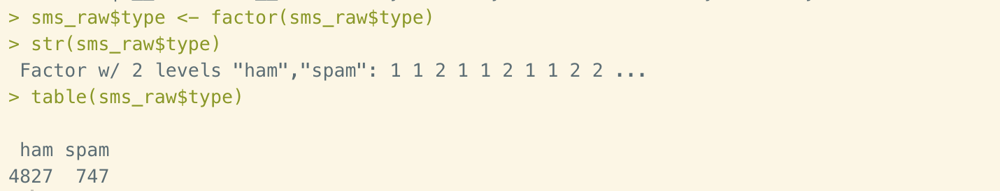 > sms_raw$type <- factor(sms_raw$type)
> str(sms_raw$type)
 Factor w/ 2 levels "ham","spam": 1 1 2 1 1 2 1 1 2 2 ...
> table(sms_raw$type)

 ham spam
4827  747